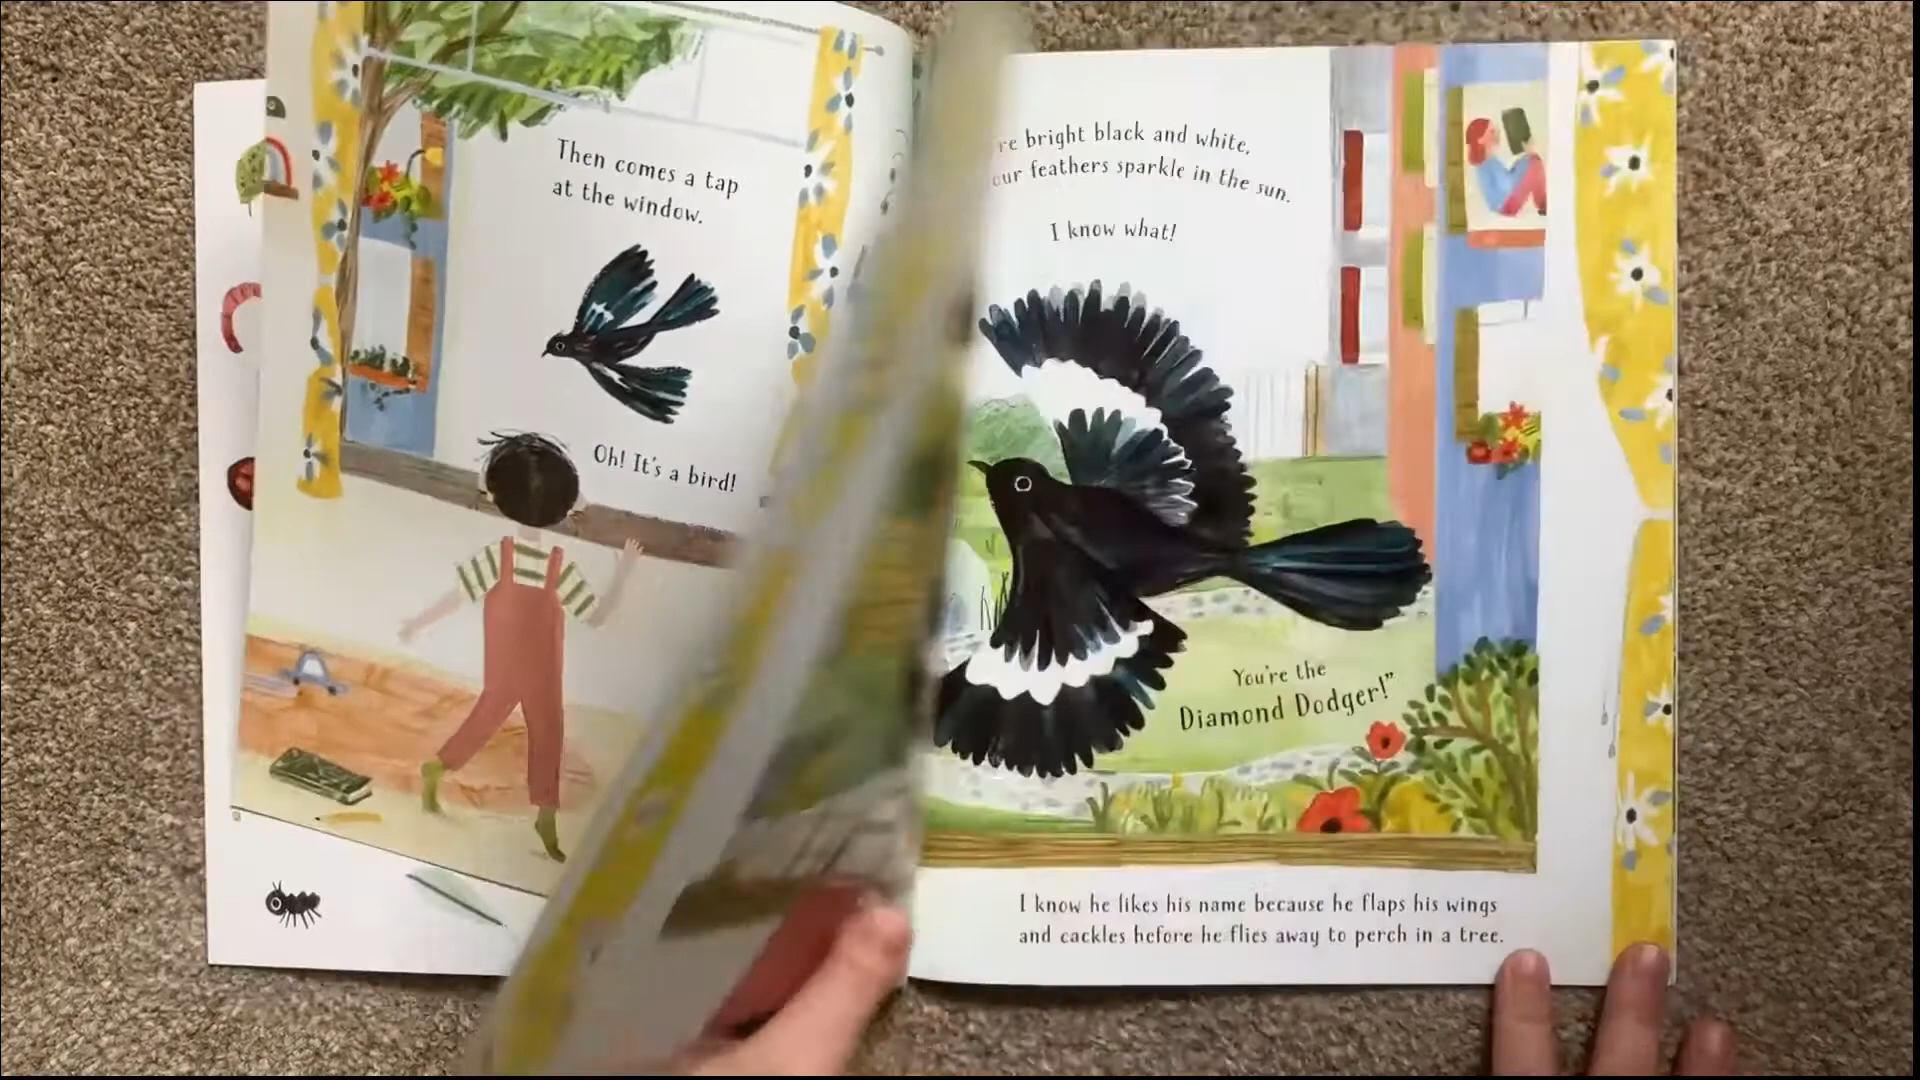 Then comes a tap
at the window.
Oh! It's a bird!
re bright black and white,
our feathers sparkle in the sun.
I know what!
You're the
Diamond Dodger!"
I know he likes his name because he flaps his wings
and cackles before he flies away to perch in a tree.